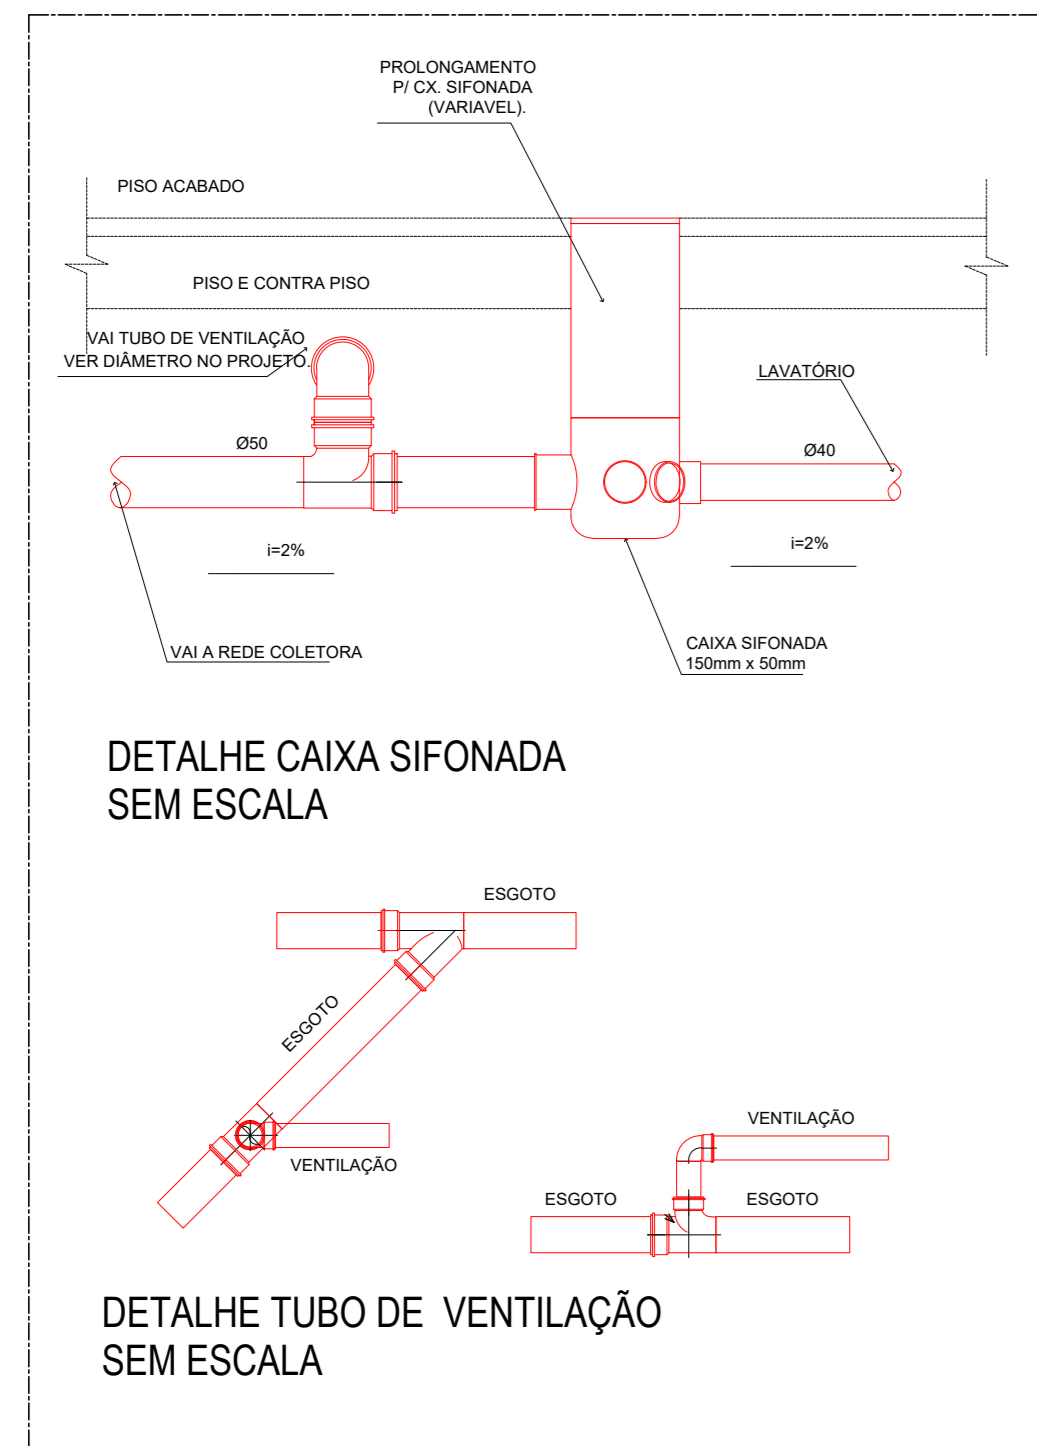 PROLONGAMENTO
P/ CX. SIFONADA
(VARIAVEL).
PISO ACABADO
PISO E CONTRA PISO
VAI TUBO DE VENTILAÇÃO
VER DIÂMETRO NO PROJETO.
LAVATÓRIO
Ø50
Ø40
i=2%
i=2%
VAI A REDE COLETORA
CAIXA SIFONADA
150mm x 50mm
DETALHE CAIXA SIFONADA
SEM ESCALA
ESGOTO
ESGOTO
VENTILAÇÃO
VENTILAÇÃO
ESGOTO
ESGOTO
DETALHE TUBO DE VENTILAÇÃO
SEM ESCALA